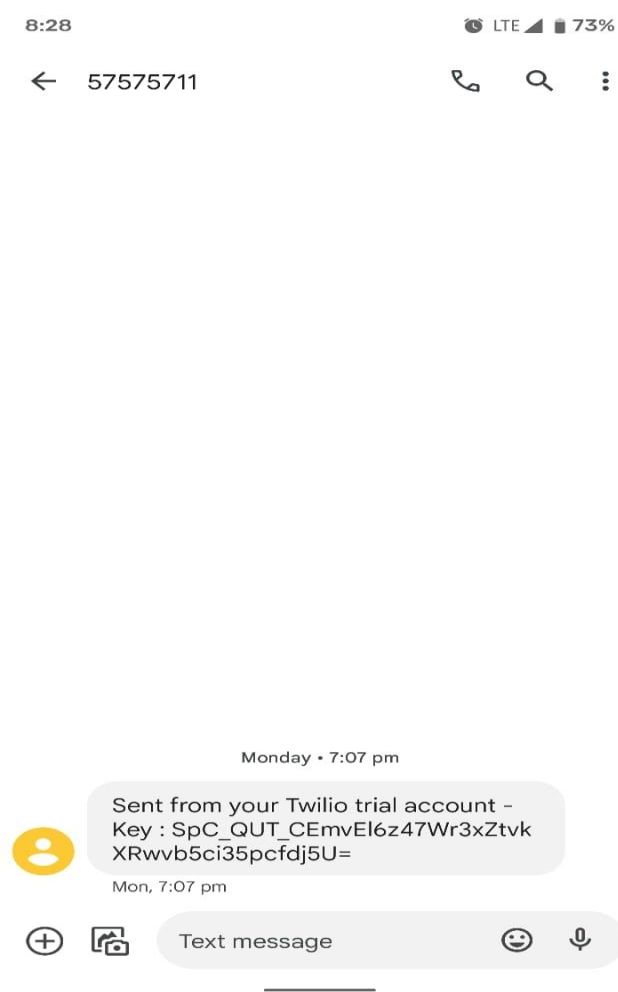 8:28 LTE 73%
57575711
Monday • 7:07 pm
Sent from your Twilio trial account -
Key : SpC_QUT_CEmvEl6z47Wr3xZtvk
XRwvb5ci35pcfdj5U=
Mon, 7:07 pm
Text message